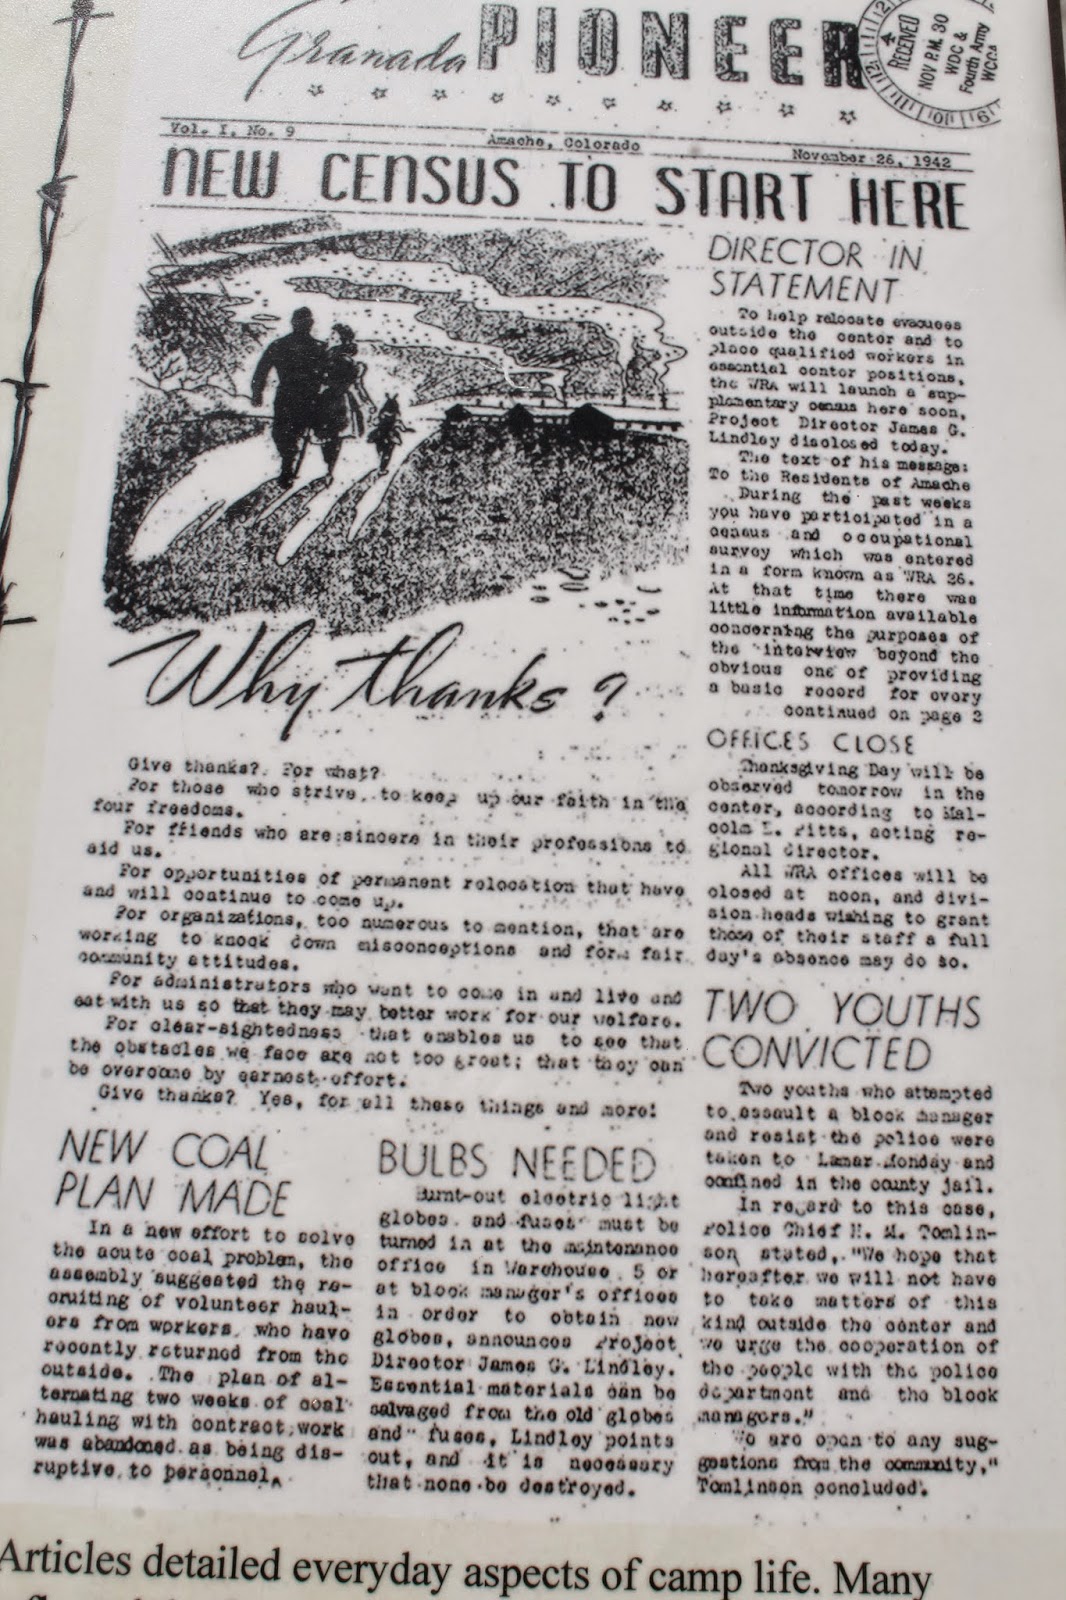 Granada PIONEER
RECEIVED
NOV P.M. 30
WDC &
Fourth Army
WCCA
Vol. I, No. 9
Amache, Colorado
November 26, 1942
NEW CENSUS TO START HERE
DIRECTOR IN
STATEMENT
To help relocate evacuees
outside the center and to
place qualified workers in
essential center positions,
the WRA will launch a sup-
plementary census here soon,
Project Director James G.
Lindley disclosed today.
The text of his message:
To the Residents of Amache
During the past weeks
you have participated in a
census and occupational
survey which was entered
in a form known as WRA 26.
At that time there was
little information available
concerning the purposes of
the interview beyond the
obvious one of providing
a basic record for every
continued on page 2
Why thanks?
Give thanks? For what?
For those who strive to keep up our faith in the
four freedoms.
For friends who are sincere in their professions to
aid us.
For opportunities of permanent relocation that have
and will continue to come up.
For organizations, too numerous to mention, that are
working to knock down misconceptions and form fair
community attitudes.
For administrators who want to come in and live and
eat with us so that they may better work for our welfare.
For clear-sightedness that enables us to see that
the obstacles we face are not too great; that they can
be overcome by earnest effort.
Give thanks? Yes, for all these things and more!
OFFICES CLOSE
Thanksgiving Day will be
observed tomorrow in the
center, according to Mal-
colm E. Pitts, acting re-
gional director.
All WRA offices will be
closed at noon, and divi-
sion heads wishing to grant
those of their staff a full
day's absence may do so.
TWO YOUTHS
CONVICTED
Two youths who attempted
to assault a block manager
and resist the police were
taken to Lamar Monday and
confined in the county jail.
In regard to this case,
Police Chief H. M. Tomlin-
son stated, "We hope that
hereafter we will not have
to take matters of this
kind outside the center and
we urge the cooperation of
the people with the police
department and the block
managers."
"We are open to any sug-
gestions from the community,"
Tomlinson concluded.
NEW COAL
PLAN MADE
In a new effort to solve
the acute coal problem, the
assembly suggested the re-
cruiting of volunteer haul-
ers from workers who have
recently returned from the
outside. The plan of al-
ternating two weeks of coal
hauling with contract work
was abandoned as being dis-
ruptive to personnel.
BULBS NEEDED
Burnt-out electric light
globes and fuses must be
turned in at the maintenance
office in Warehouse 5 or
at block manager's offices
in order to obtain new
globes, announces Project
Director James G. Lindley.
Essential materials can be
salvaged from the old globes
and fuses, Lindley points
out, and it is necessary
that none be destroyed.
Articles detailed everyday aspects of camp life. Many